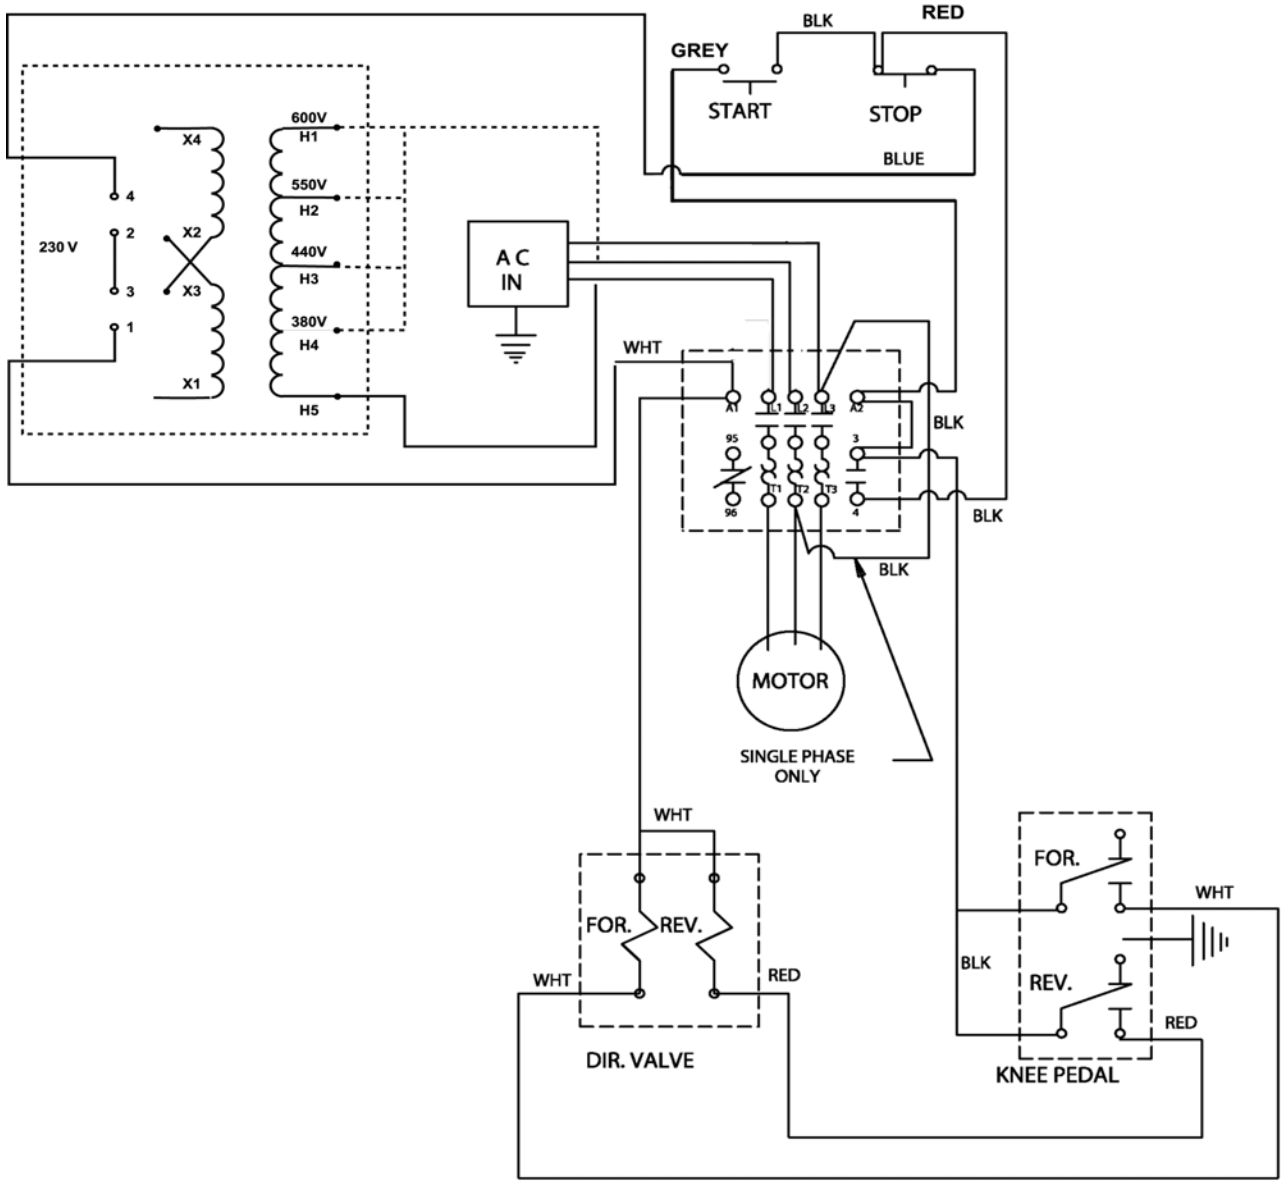 BLK
RED
GREY
START
STOP
BLUE
600V
H1
X4
550V
H2
4
X2
2
230 V
440V
H3
X3
3
380V
H4
1
X1
H5
A C
IN
WHT
A1
L1
L2
L3
A2
BLK
95
3
T1
T2
T3
96
4
BLK
BLK
MOTOR
SINGLE PHASE
ONLY
WHT
FOR.
REV.
WHT
RED
DIR. VALVE
FOR.
WHT
BLK
REV.
RED
KNEE PEDAL